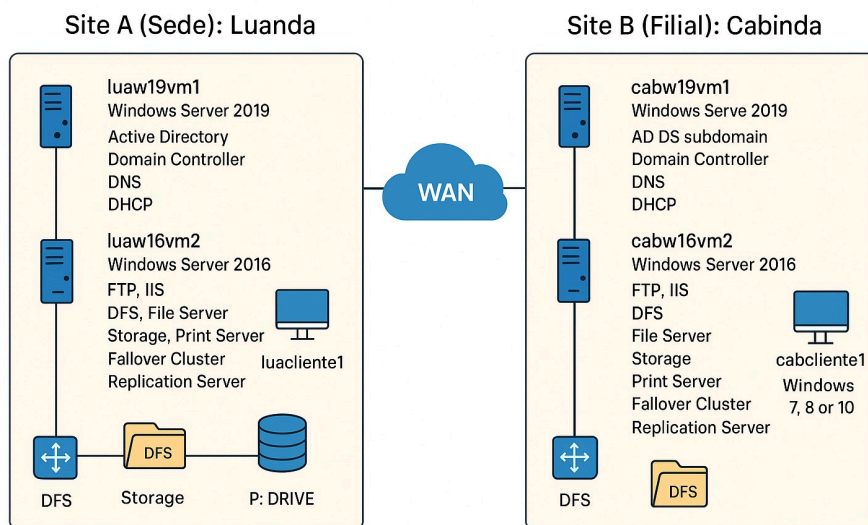 Site A (Sede): Luanda
luaw19vm1
Windows Server 2019
Active Directory
Domain Controller
DNS
DHCP
luaw16vm2
Windows Server 2016
FTP, IIS
DFS, File Server
Storage, Print Server
Fallover Cluster
Replication Server
luacliente1
DFS
DFS
Storage
P: DRIVE
WAN
Site B (Filial): Cabinda
cabw19vm1
Windows Serve 2019
AD DS subdomain
Domain Controller
DNS
DHCP
cabw16vm2
Windows Server 2016
FTP, IIS
DFS
File Server
Storage
Print Server
Fallover Cluster
Replication Server
cabcliente1
Windows
7, 8 or 10
DFS
DFS